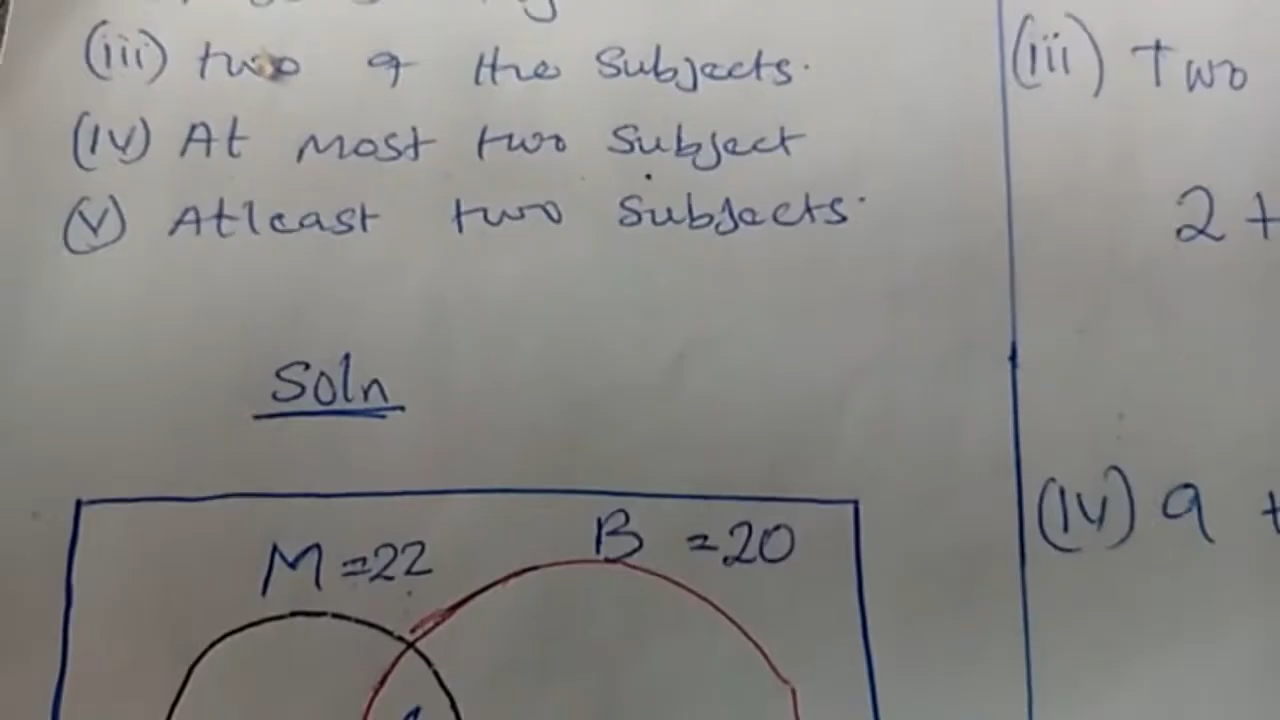 (iii) two of the Subjects.
(iv) At most two Subject
(v) Atleast two Subjects.
Soln
M = 22
B = 20
(iii) Two
2 +
(iv) 9 +